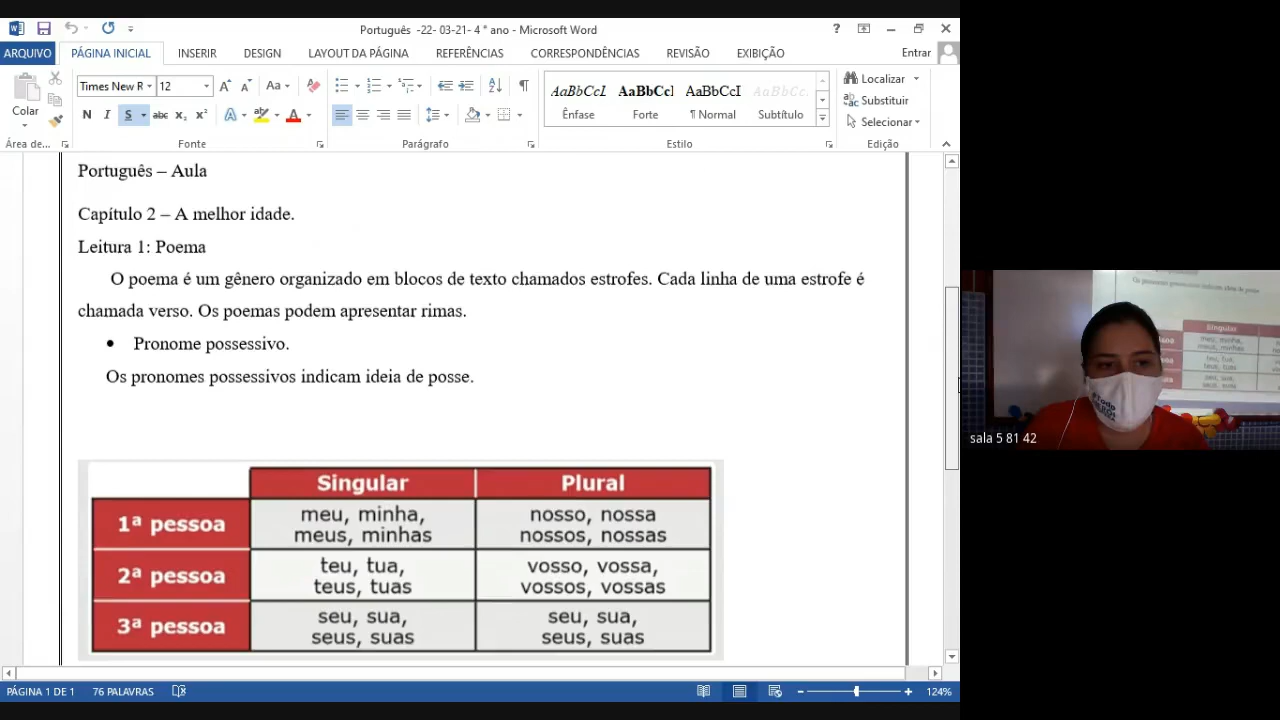 Português -22- 03-21- 4 ° ano - Microsoft Word
ARQUIVO PÁGINA INICIAL INSERIR DESIGN LAYOUT DA PÁGINA REFERÊNCIAS CORRESPONDÊNCIAS REVISÃO EXIBIÇÃO Entrar
Colar
Times New R 12 Aa
N I S abc x₂ x² A A
AaBbCcI AaBbCcI AaBbCcI AaBbCc.
Ênfase Forte ¶ Normal Subtítulo
Localizar
Substituir
Selecionar
Área de... Fonte Parágrafo Estilo Edição
Português – Aula
Capítulo 2 – A melhor idade.
Leitura 1: Poema
O poema é um gênero organizado em blocos de texto chamados estrofes. Cada linha de uma estrofe é
chamada verso. Os poemas podem apresentar rimas.
• Pronome possessivo.
Os pronomes possessivos indicam ideia de posse.
Singular Plural
1ª pessoa meu, minha, meus, minhas nosso, nossa nossos, nossas
2ª pessoa teu, tua, teus, tuas vosso, vossa, vossos, vossas
3ª pessoa seu, sua, seus, suas seu, sua, seus, suas
PÁGINA 1 DE 1 76 PALAVRAS 124%
sala 5 81 42